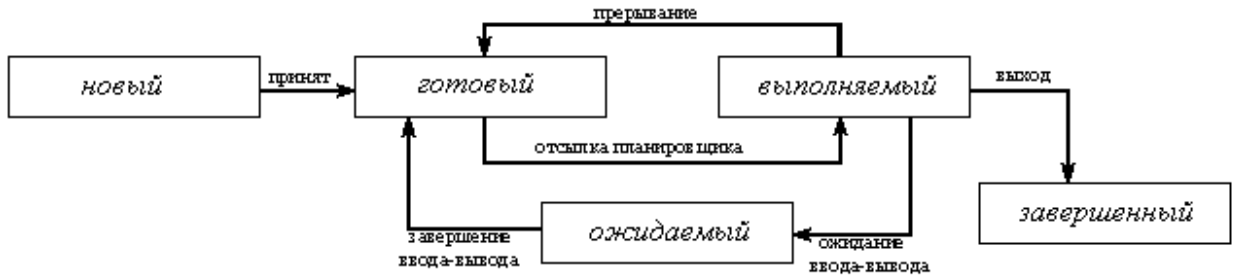 прерывание
новый
принят
готовый
выполняемый
выход
отсылка планировщика
завершенный
ожидаемый
завершение
ввода-вывода
ожидание
ввода-вывода